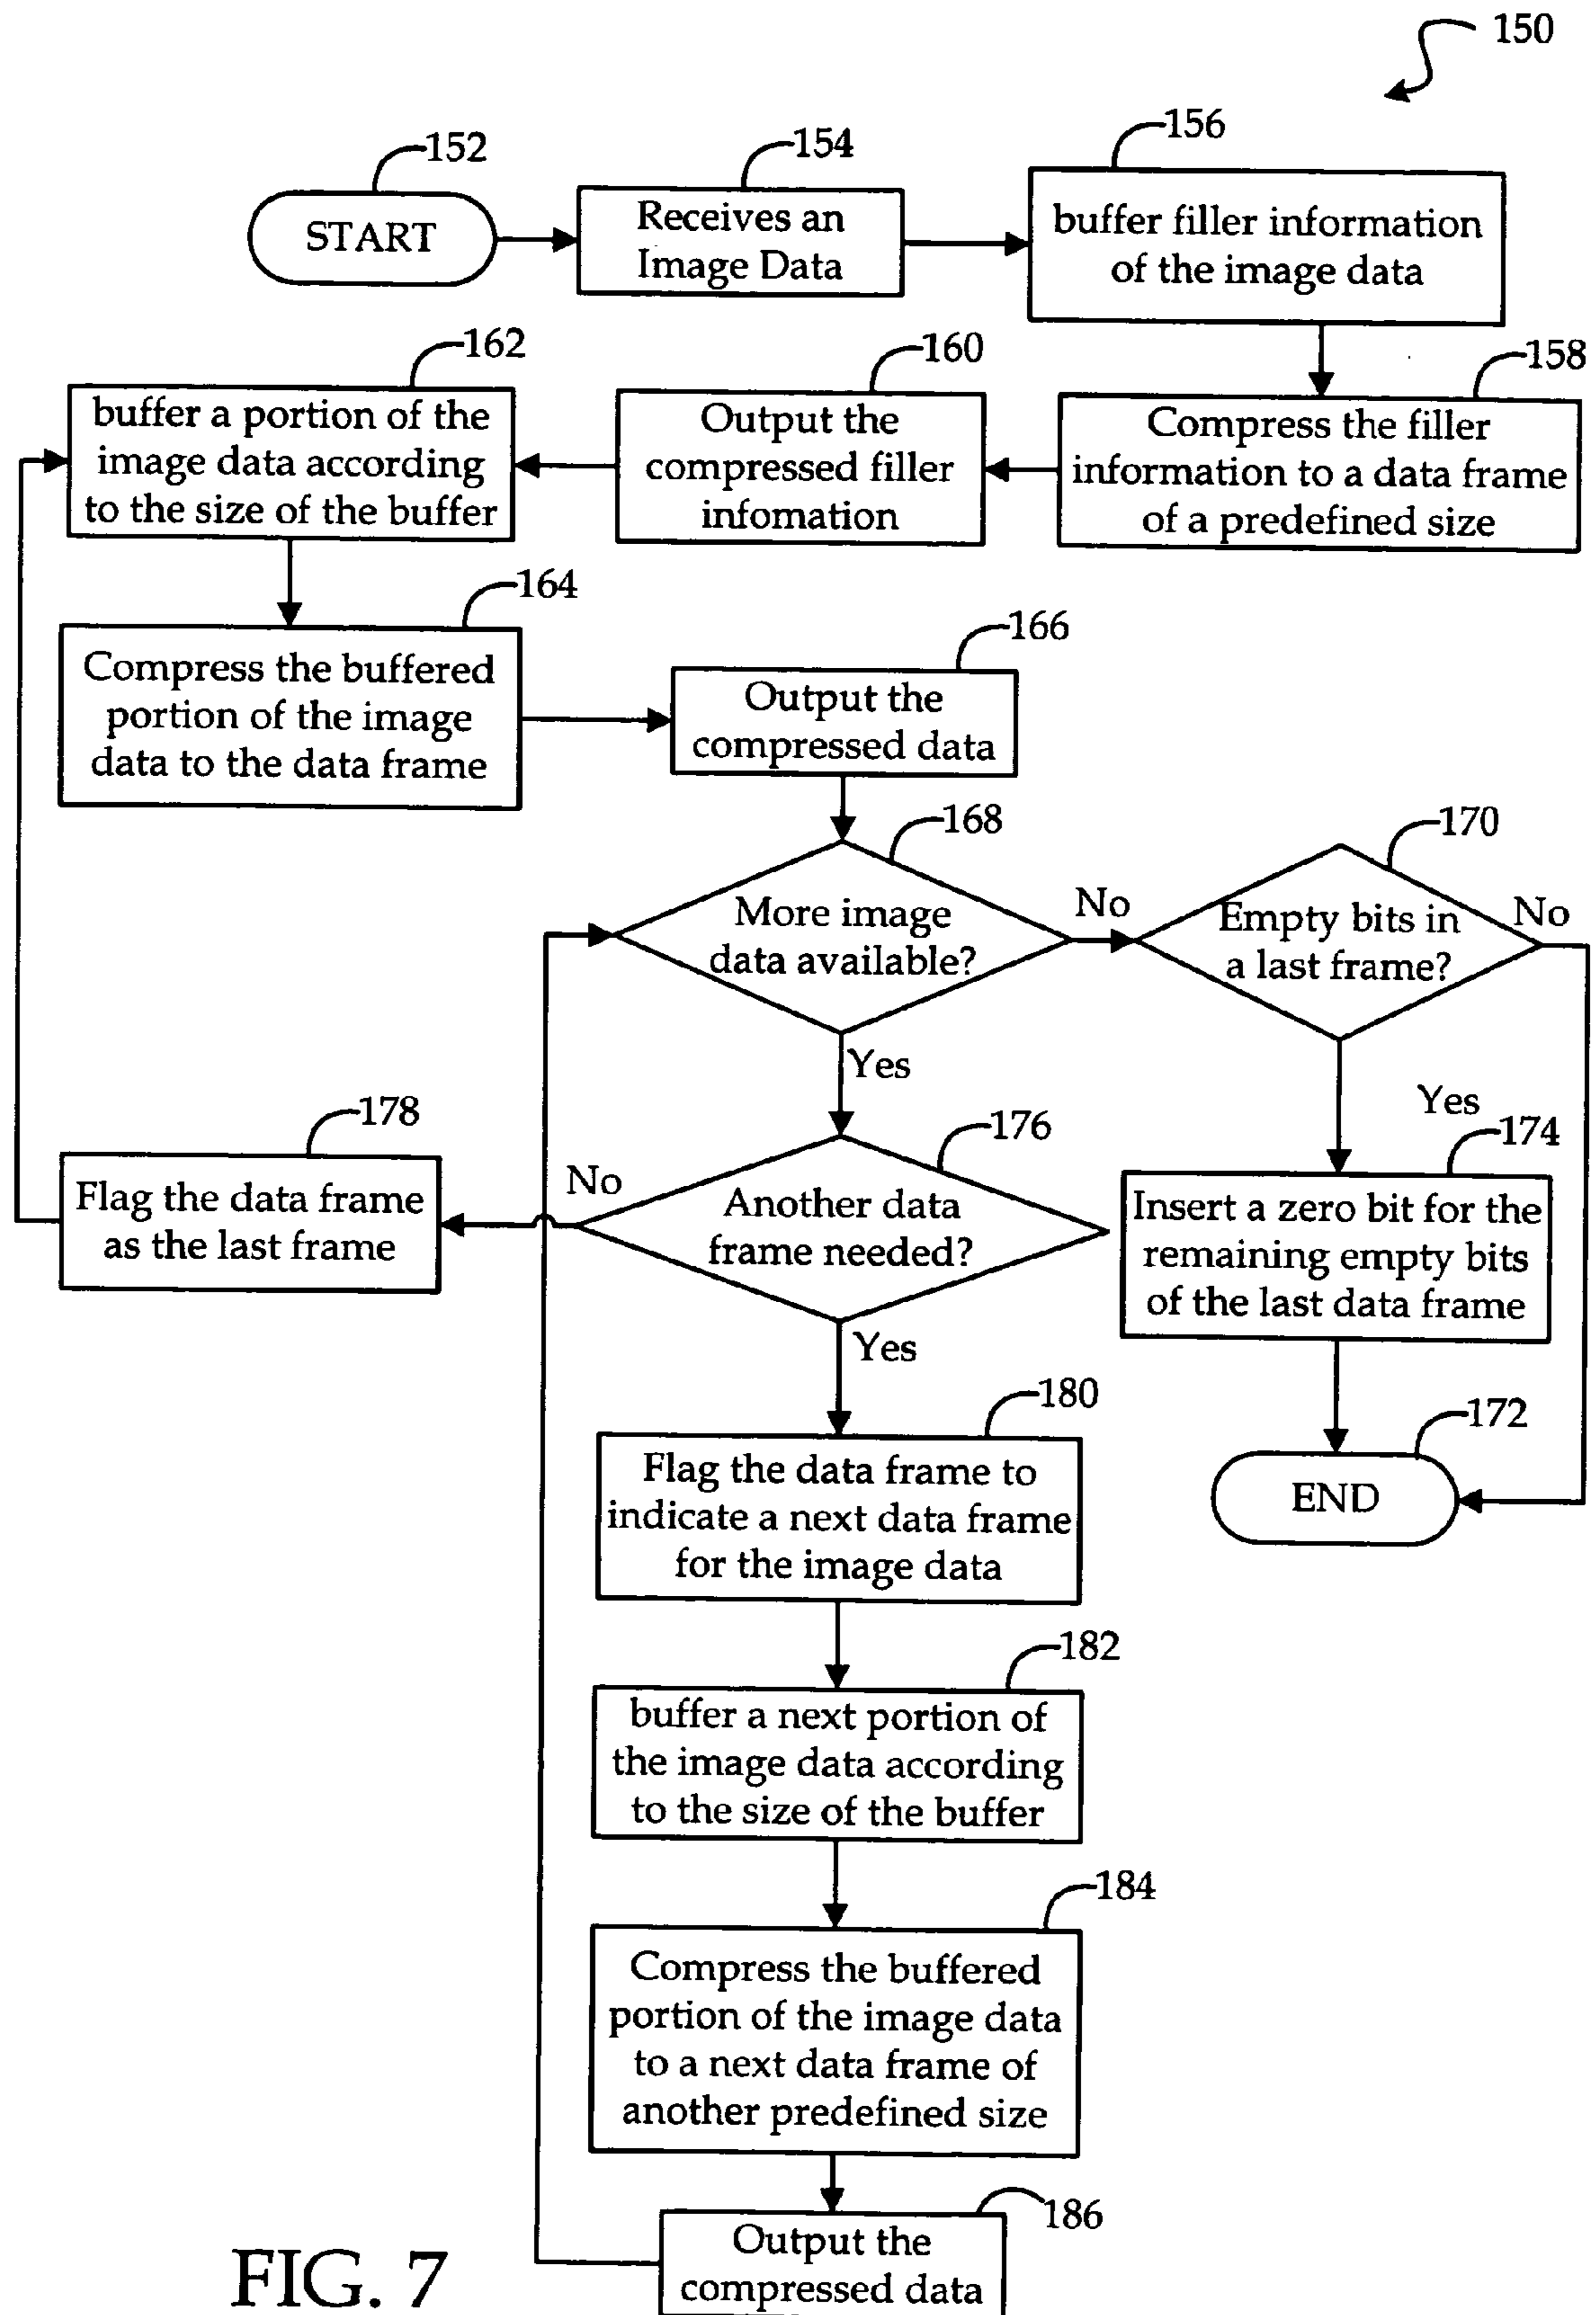 150
152
START
154
Receives an
Image Data
156
buffer filler information
of the image data
158
Compress the filler
information to a data frame
of a predefined size
160
Output the
compressed filler
infomation
162
buffer a portion of the
image data according
to the size of the buffer
164
Compress the buffered
portion of the image
data to the data frame
166
Output the
compressed data
168
More image
data available?
No
170
Empty bits in
a last frame?
No
Yes
Yes
174
Insert a zero bit for the
remaining empty bits
of the last data frame
172
END
176
Another data
frame needed?
No
178
Flag the data frame
as the last frame
Yes
180
Flag the data frame to
indicate a next data frame
for the image data
182
buffer a next portion of
the image data according
to the size of the buffer
184
Compress the buffered
portion of the image data
to a next data frame of
another predefined size
186
Output the
compressed data
FIG. 7